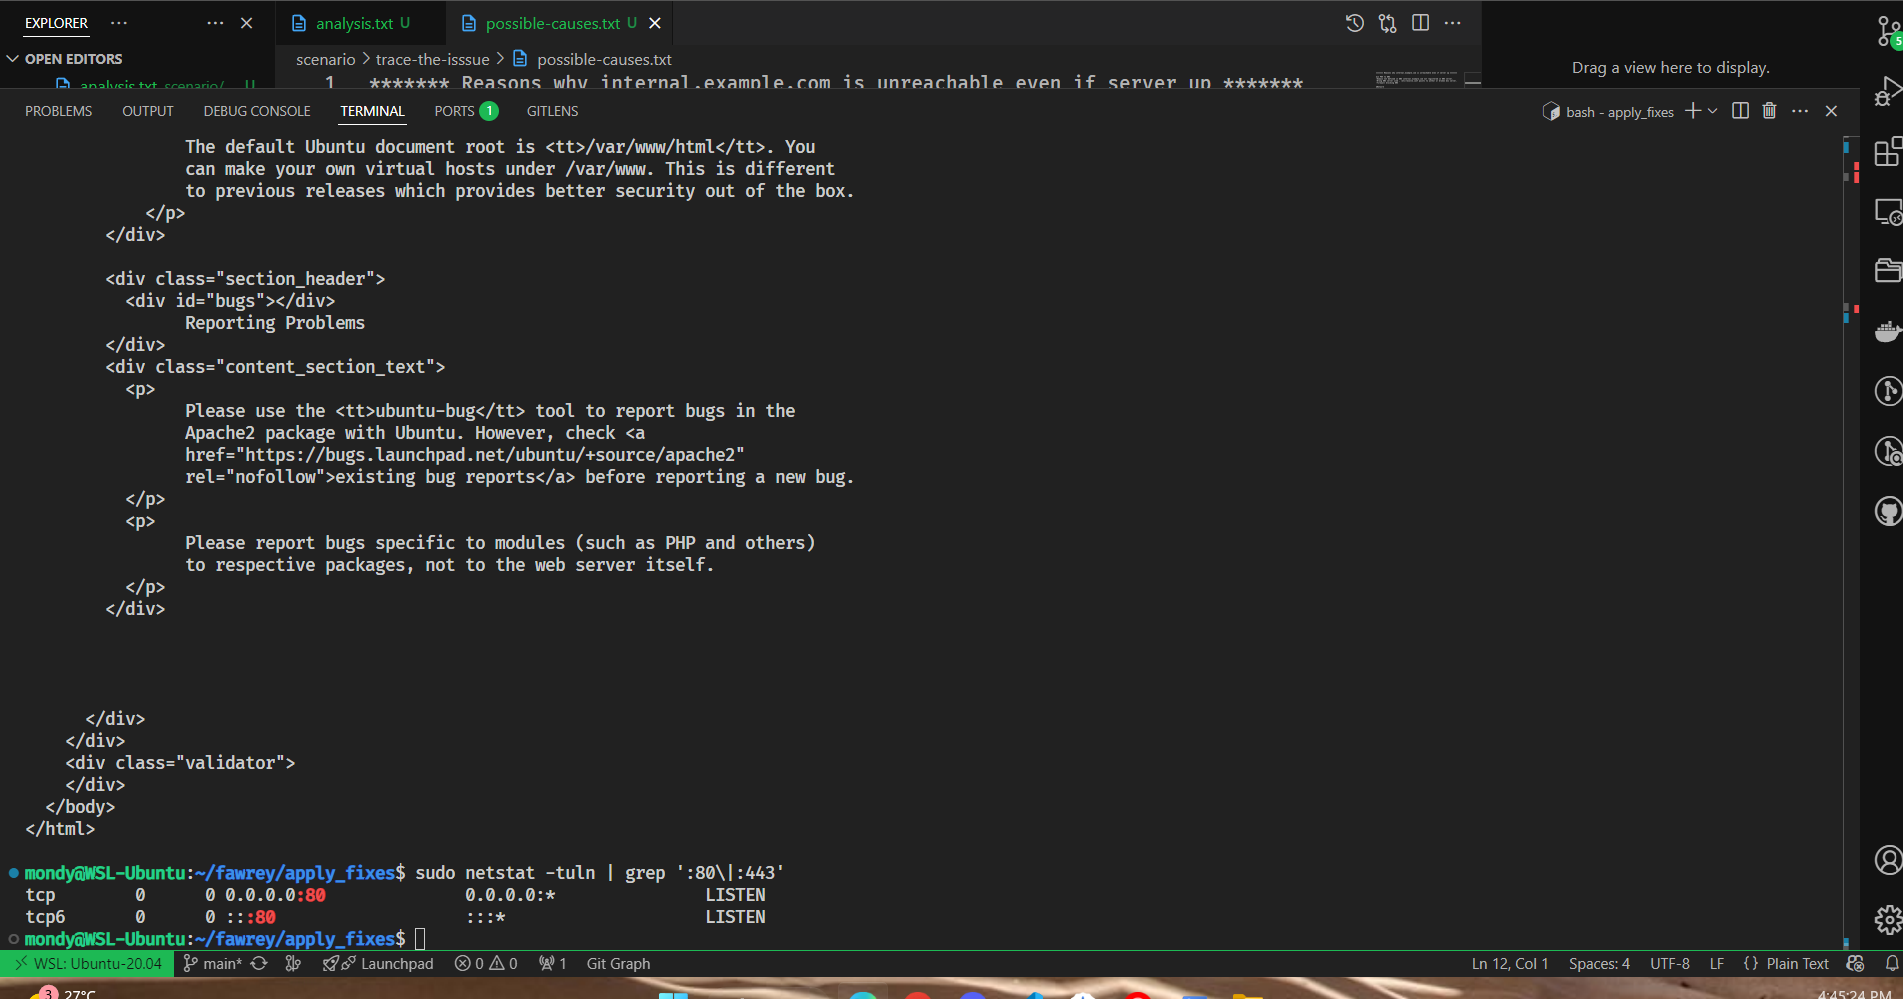 EXPLORER
analysis.txt U
possible-causes.txt U
OPEN EDITORS
scenario > trace-the-isssue > possible-causes.txt
Drag a view here to display.
5
analysis.txt scenario/ U
1 ******* Reasons why internal.example.com is unreachable even if server up *******
PROBLEMS OUTPUT DEBUG CONSOLE TERMINAL PORTS 1 GITLENS
bash - apply_fixes
The default Ubuntu document root is <tt>/var/www/html</tt>. You
can make your own virtual hosts under /var/www. This is different
to previous releases which provides better security out of the box.
</p>
</div>
<div class="section_header">
<div id="bugs"></div>
Reporting Problems
</div>
<div class="content_section_text">
<p>
Please use the <tt>ubuntu-bug</tt> tool to report bugs in the
Apache2 package with Ubuntu. However, check <a
href="https://bugs.launchpad.net/ubuntu/+source/apache2"
rel="nofollow">existing bug reports</a> before reporting a new bug.
</p>
<p>
Please report bugs specific to modules (such as PHP and others)
to respective packages, not to the web server itself.
</p>
</div>
</div>
</div>
<div class="validator">
</div>
</body>
</html>
mondy@WSL-Ubuntu:~/fawrey/apply_fixes$ sudo netstat -tuln | grep ':80\|:443'
tcp 0 0 0.0.0.0:80 0.0.0.0:* LISTEN
tcp6 0 0 :::80 :::* LISTEN
mondy@WSL-Ubuntu:~/fawrey/apply_fixes$
WSL: Ubuntu-20.04 main* Launchpad 0 0 1 Git Graph
Ln 12, Col 1 Spaces: 4 UTF-8 LF {} Plain Text
3 27°C
4:45:24 PM